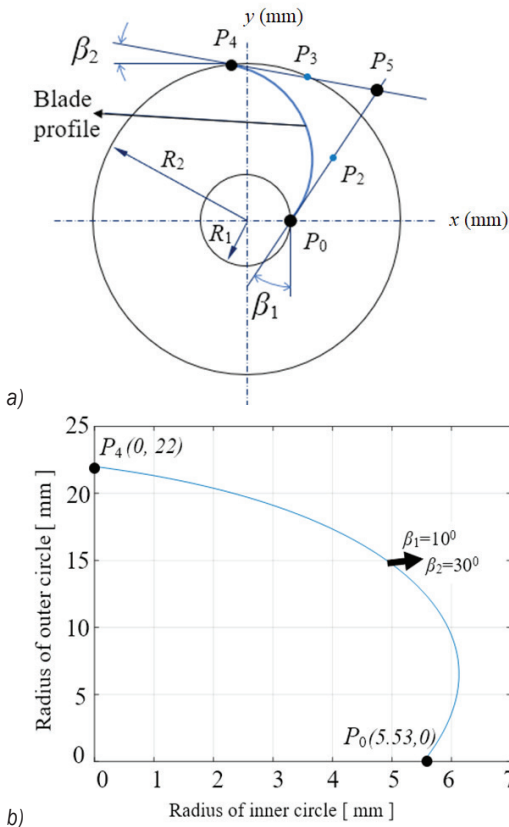 y (mm)
P4
P3
P5
β2
Blade
profile
R2
P2
x (mm)
R1
P0
β1
a)
25
P4 (0, 22)
20
β1=10⁰
β2=30⁰
15
10
5
P0 (5.53,0)
0
0 1 2 3 4 5 6 7
Radius of outer circle [ mm ]
Radius of inner circle [ mm ]
b)